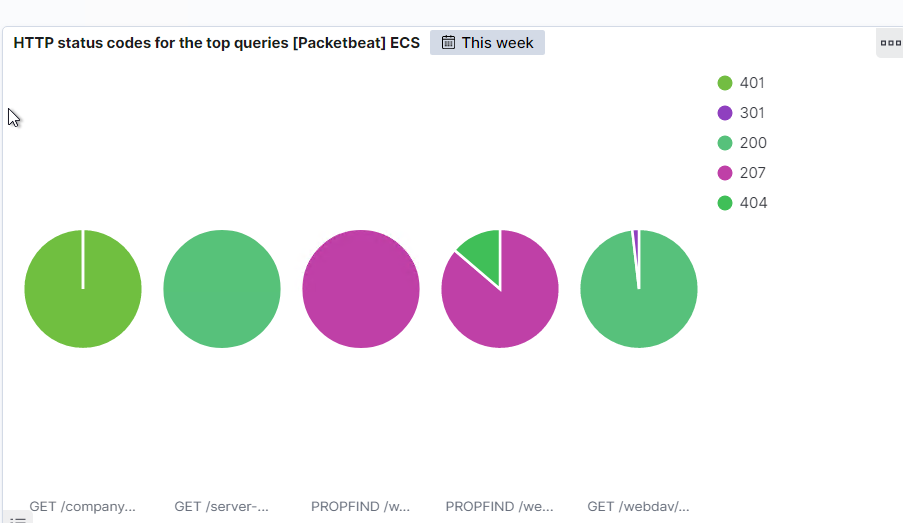 HTTP status codes for the top queries [Packetbeat] ECS This week
401
301
200
207
404
GET /company... GET /server-... PROPFIND /w... PROPFIND /we... GET /webdav/...